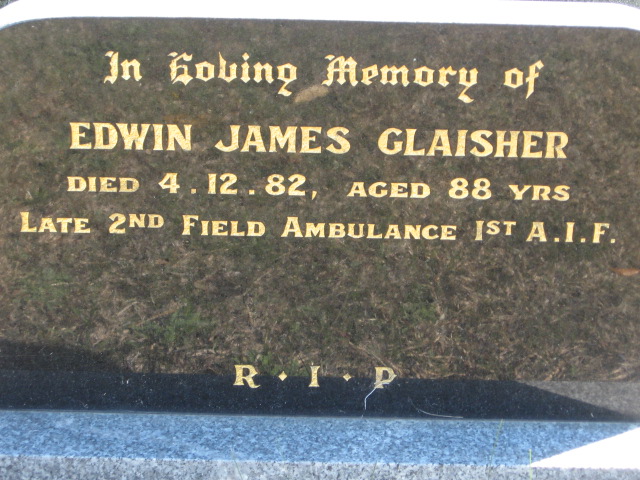 In Loving Memory of
EDWIN JAMES GLAISHER
DIED 4.12.82, AGED 88 YRS
LATE 2ND FIELD AMBULANCE 1ST A.I.F.
R·I·P